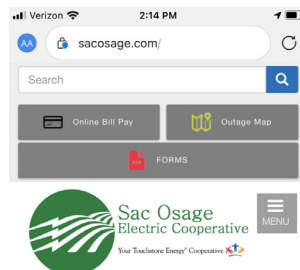 Verizon 2:14 PM
AA sacosage.com/
Search
Online Bill Pay Outage Map
PDF FORMS
Sac Osage
Electric Cooperative MENU
Your Touchstone Energy® Cooperative